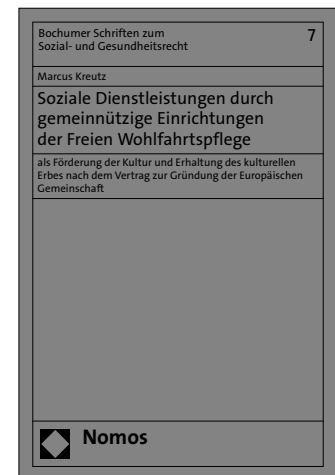 Bochumer Schriften zum
Sozial- und Gesundheitsrecht
7
Marcus Kreutz
Soziale Dienstleistungen durch
gemeinnützige Einrichtungen
der Freien Wohlfahrtspflege
als Förderung der Kultur und Erhaltung des kulturellen
Erbes nach dem Vertrag zur Gründung der Europäischen
Gemeinschaft
Nomos